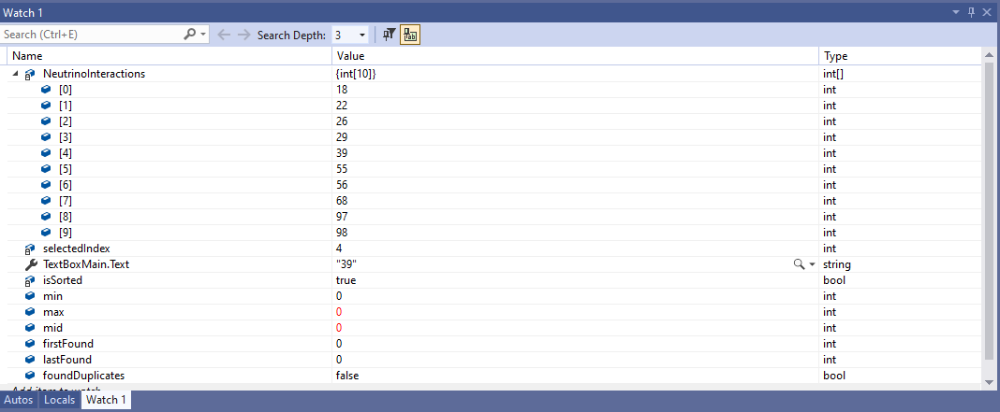 Watch 1
Search (Ctrl+E) Search Depth: 3
Name Value Type
NeutrinoInteractions {int[10]} int[]
[0] 18 int
[1] 22 int
[2] 26 int
[3] 29 int
[4] 39 int
[5] 55 int
[6] 56 int
[7] 68 int
[8] 97 int
[9] 98 int
selectedIndex 4 int
TextBoxMain.Text "39" string
isSorted true bool
min 0 int
max 0 int
mid 0 int
firstFound 0 int
lastFound 0 int
foundDuplicates false bool
Add item to watch
Autos Locals Watch 1